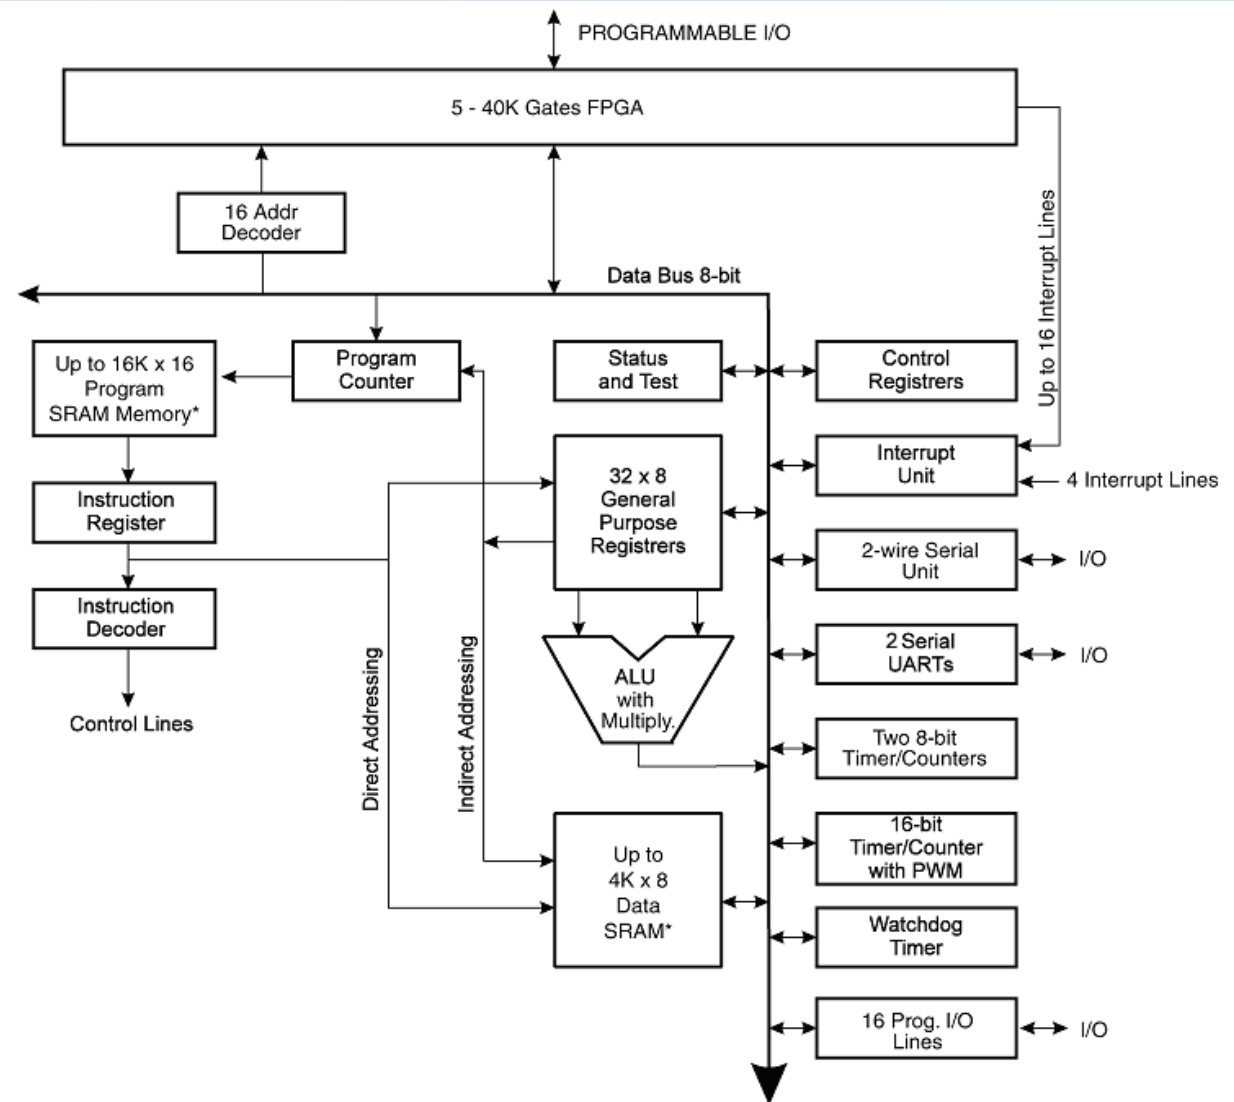 PROGRAMMABLE I/O
5 - 40K Gates FPGA
16 Addr
Decoder
Data Bus 8-bit
Up to 16 Interrupt Lines
Up to 16K x 16
Program
SRAM Memory*
Program
Counter
Status
and Test
Control
Registrers
Instruction
Register
32 x 8
General
Purpose
Registrers
Interrupt
Unit
4 Interrupt Lines
2-wire Serial
Unit
I/O
Instruction
Decoder
Control Lines
Direct Addressing
Indirect Addressing
ALU
with
Multiply.
2 Serial
UARTs
I/O
Two 8-bit
Timer/Counters
Up to
4K x 8
Data
SRAM*
16-bit
Timer/Counter
with PWM
Watchdog
Timer
16 Prog. I/O
Lines
I/O